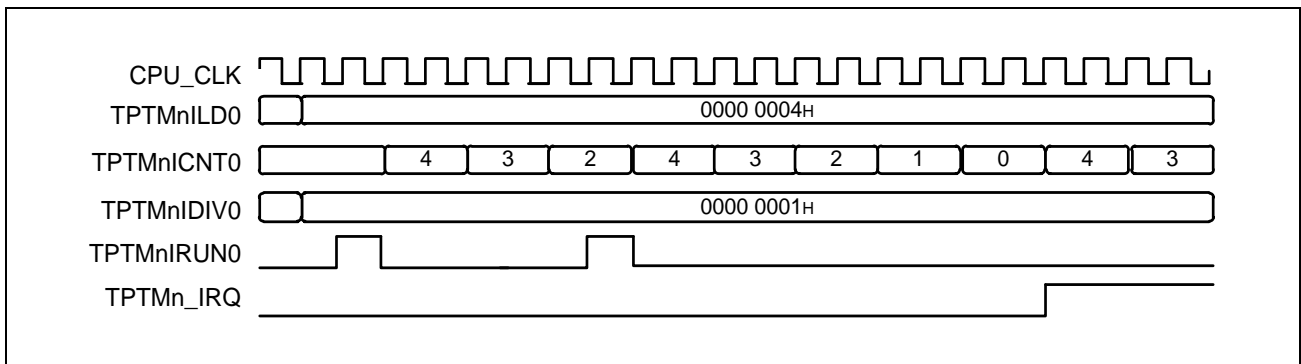 CPU_CLK
TPTMnILD0 0000 0004H
TPTMnICNT0 4 3 2 4 3 2 1 0 4 3
TPTMnIDIV0 0000 0001H
TPTMnIRUN0
TPTMn_IRQ